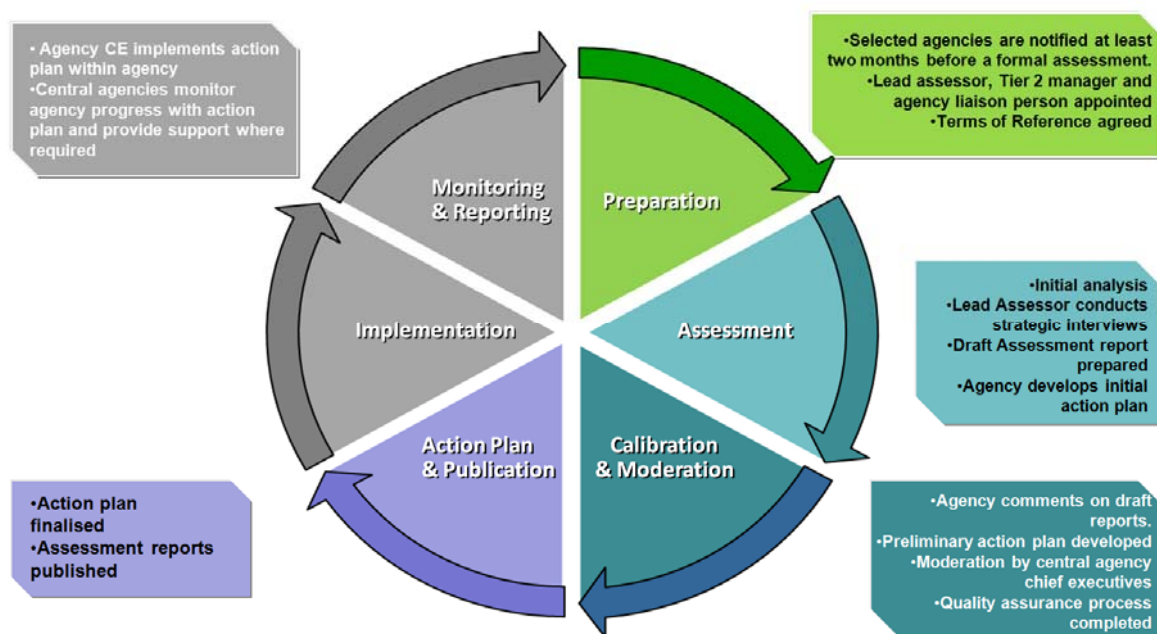 • Agency CE implements action
plan within agency
•Central agencies monitor
agency progress with action
plan and provide support where
required
•Selected agencies are notified at least
two months before a formal assessment.
•Lead assessor, Tier 2 manager and
agency liaison person appointed
•Terms of Reference agreed
Monitoring
& Reporting
Preparation
•Initial analysis
•Lead Assessor conducts
strategic interviews
•Draft Assessment report
prepared
•Agency develops initial
action plan
Implementation
Assessment
Action Plan
& Publication
Calibration
& Moderation
•Action plan
finalised
•Assessment reports
published
•Agency comments on draft
reports.
•Preliminary action plan developed
•Moderation by central agency
chief executives
•Quality assurance process
completed